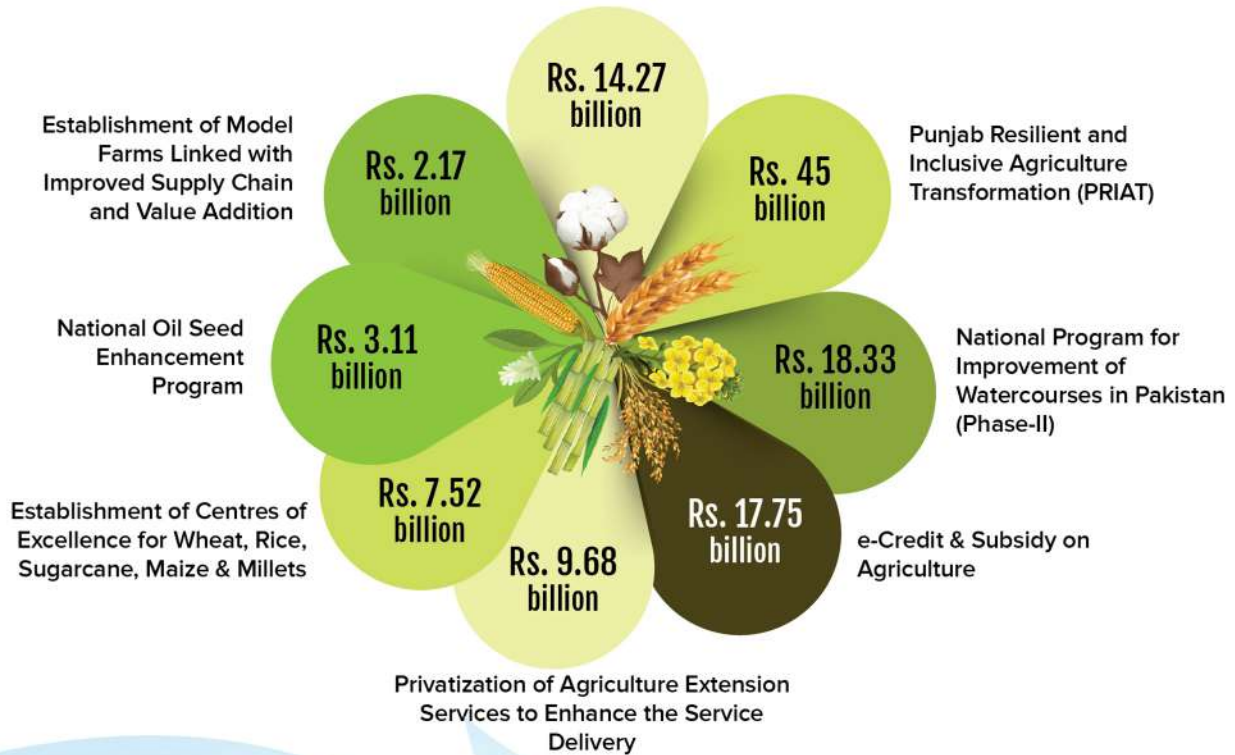 Rs. 14.27
billion
Rs. 45
billion
Punjab Resilient and
Inclusive Agriculture
Transformation (PRIAT)
Rs. 18.33
billion
National Program for
Improvement of
Watercourses in Pakistan
(Phase-II)
Rs. 17.75
billion
e-Credit & Subsidy on
Agriculture
Rs. 9.68
billion
Privatization of Agriculture Extension
Services to Enhance the Service
Delivery
Rs. 7.52
billion
Establishment of Centres of
Excellence for Wheat, Rice,
Sugarcane, Maize & Millets
Rs. 3.11
billion
National Oil Seed
Enhancement
Program
Rs. 2.17
billion
Establishment of Model
Farms Linked with
Improved Supply Chain
and Value Addition